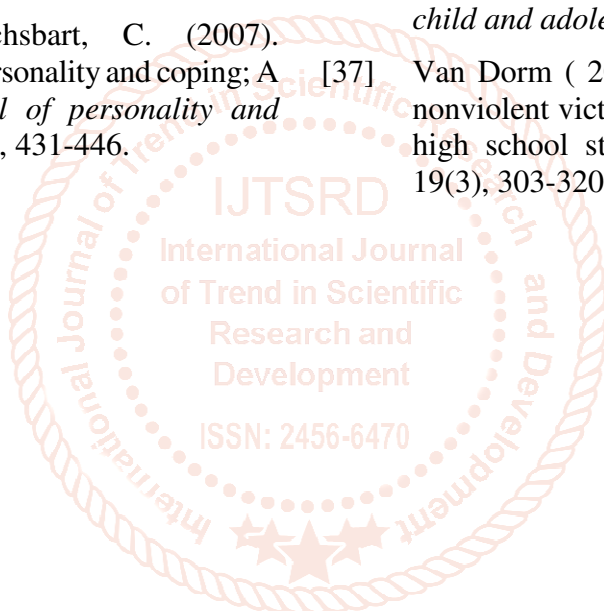 hsbart, C. (2007).
rsonality and coping; A
l of personality and
, 431-446.
child and adole
[37] Van Dorm ( 2
nonviolent vict
high school st
19(3), 303-320
International Journal of Trend in Scientific Research and Development
IJTSRD
International Journal
of Trend in Scientific
Research and
Development
ISSN: 2456-6470